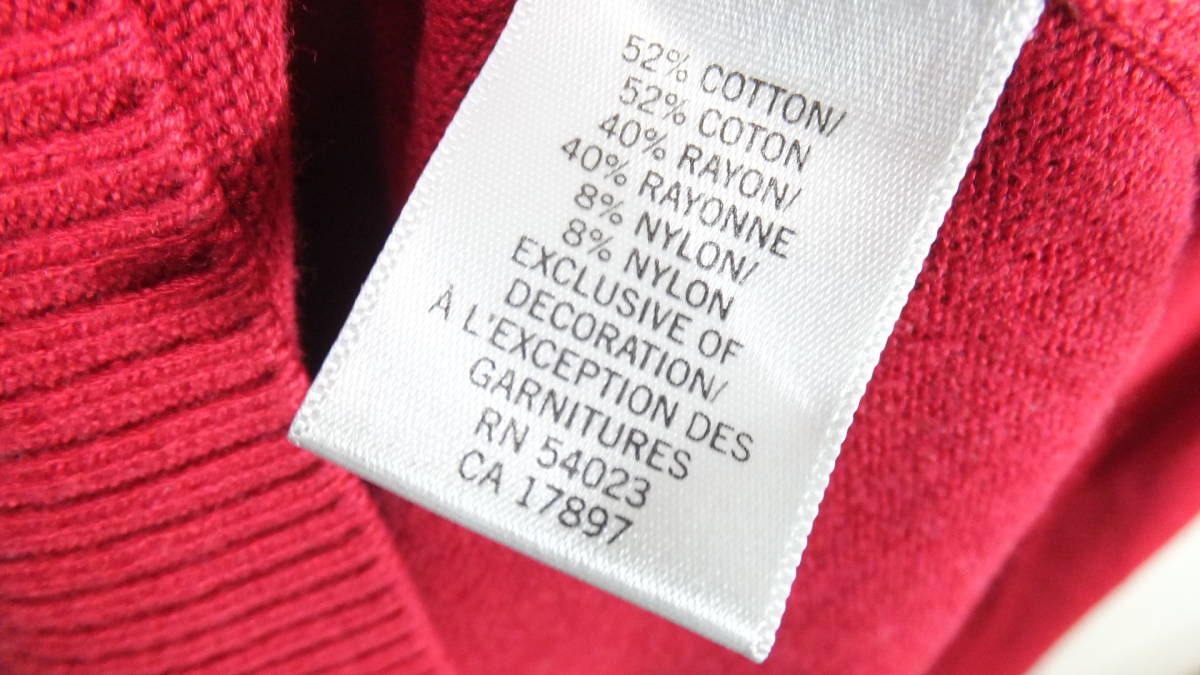 52% COTTON/
52% COTON
40% RAYON/
40% RAYONNE
8% NYLON/
8% NYLON
EXCLUSIVE OF
DECORATION/
À L'EXCEPTION DES
GARNITURES
RN 54023
CA 17897